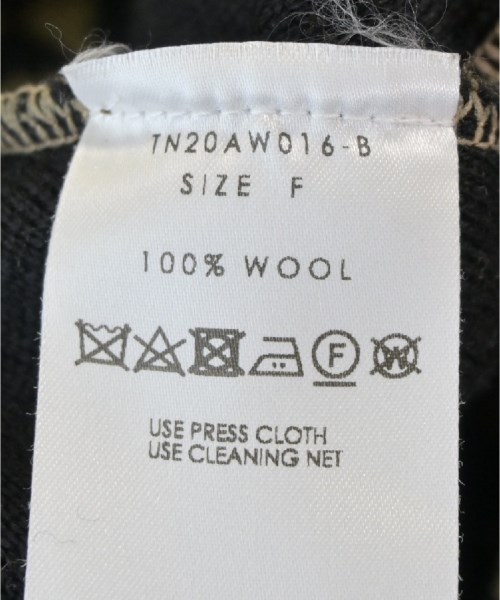 TN20AW016-B
SIZE F
100% WOOL
F W
USE PRESS CLOTH
USE CLEANING NET